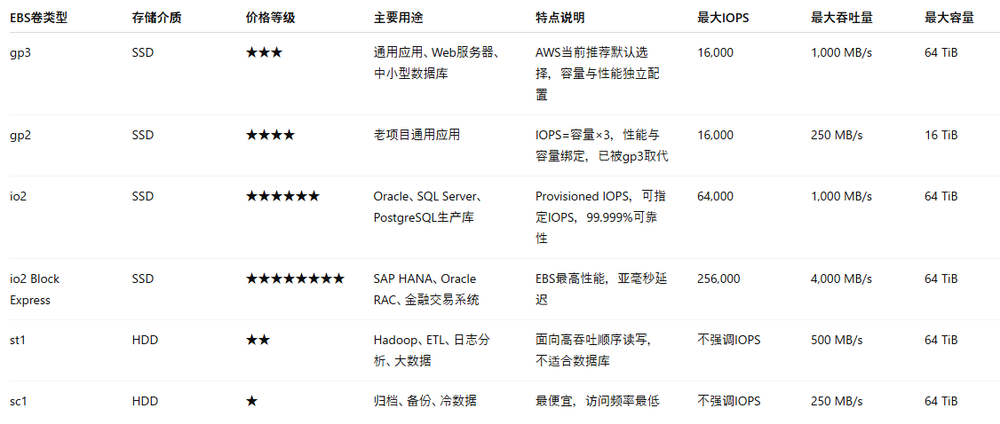 EBS卷类型 存储介质 价格等级 主要用途 特点说明 最大IOPS 最大吞吐量 最大容量
gp3 SSD ★★★ 通用应用、Web服务器、 AWS当前推荐默认选 16,000 1,000 MB/s 64 TiB
中小型数据库 择，容量与性能独立配
置
gp2 SSD ★★★★ 老项目通用应用 IOPS=容量×3，性能与 16,000 250 MB/s 16 TiB
容量绑定，已被gp3取代
io2 SSD ★★★★★★ Oracle、SQL Server、 Provisioned IOPS，可指 64,000 1,000 MB/s 64 TiB
PostgreSQL生产库 定IOPS，99.999%可靠
性
io2 Block SSD ★★★★★★★★ SAP HANA、Oracle EBS最高性能，亚毫秒延 256,000 4,000 MB/s 64 TiB
Express RAC、金融交易系统 迟
st1 HDD ★★ Hadoop、ETL、日志分 面向高吞吐顺序读写， 不强调IOPS 500 MB/s 64 TiB
析、大数据 不适合数据库
sc1 HDD ★ 归档、备份、冷数据 最便宜，访问频率最低 不强调IOPS 250 MB/s 64 TiB